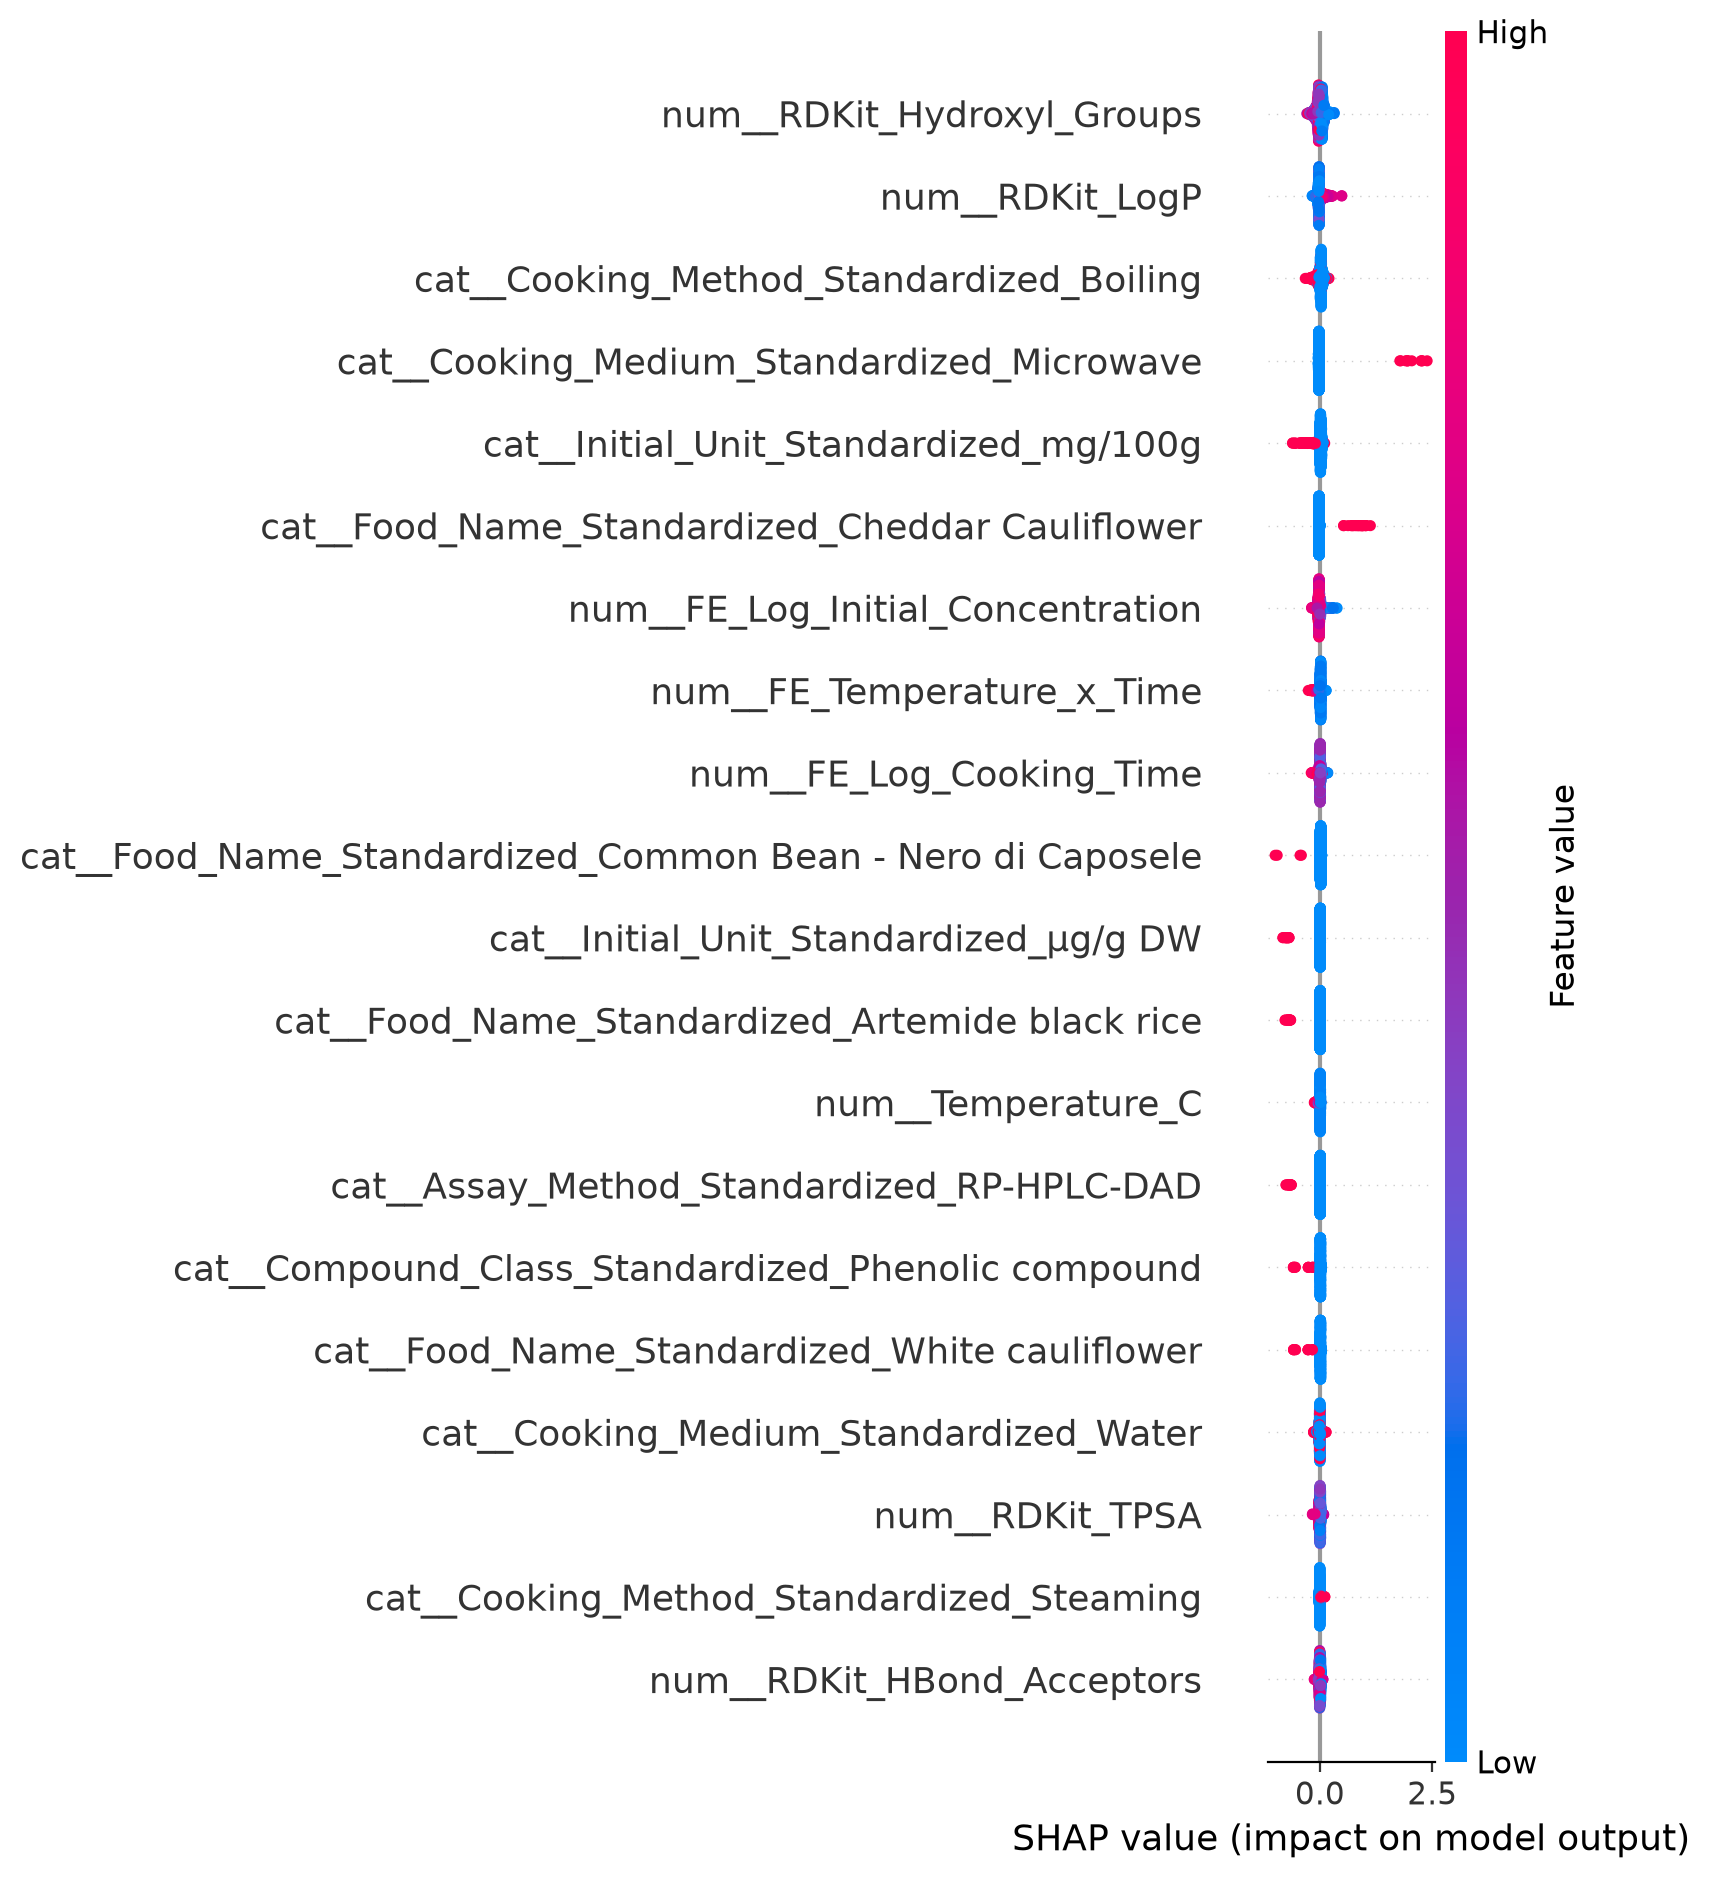 High
num__RDKit_Hydroxyl_Groups
num__RDKit_LogP
cat__Cooking_Method_Standardized_Boiling
cat__Cooking_Medium_Standardized_Microwave
cat__Initial_Unit_Standardized_mg/100g
cat__Food_Name_Standardized_Cheddar Cauliflower
num__FE_Log_Initial_Concentration
num__FE_Temperature_x_Time
num__FE_Log_Cooking_Time
cat__Food_Name_Standardized_Common Bean - Nero di Caposele
cat__Initial_Unit_Standardized_µg/g DW
cat__Food_Name_Standardized_Artemide black rice
num__Temperature_C
cat__Assay_Method_Standardized_RP-HPLC-DAD
cat__Compound_Class_Standardized_Phenolic compound
cat__Food_Name_Standardized_White cauliflower
cat__Cooking_Medium_Standardized_Water
num__RDKit_TPSA
cat__Cooking_Method_Standardized_Steaming
num__RDKit_HBond_Acceptors
Feature value
Low
0.0 2.5
SHAP value (impact on model output)